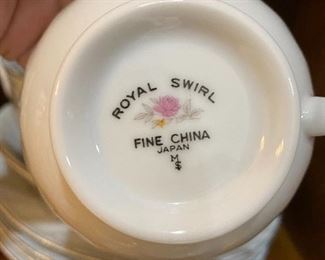 ROYAL SWIRL
FINE CHINA
JAPAN
M
$